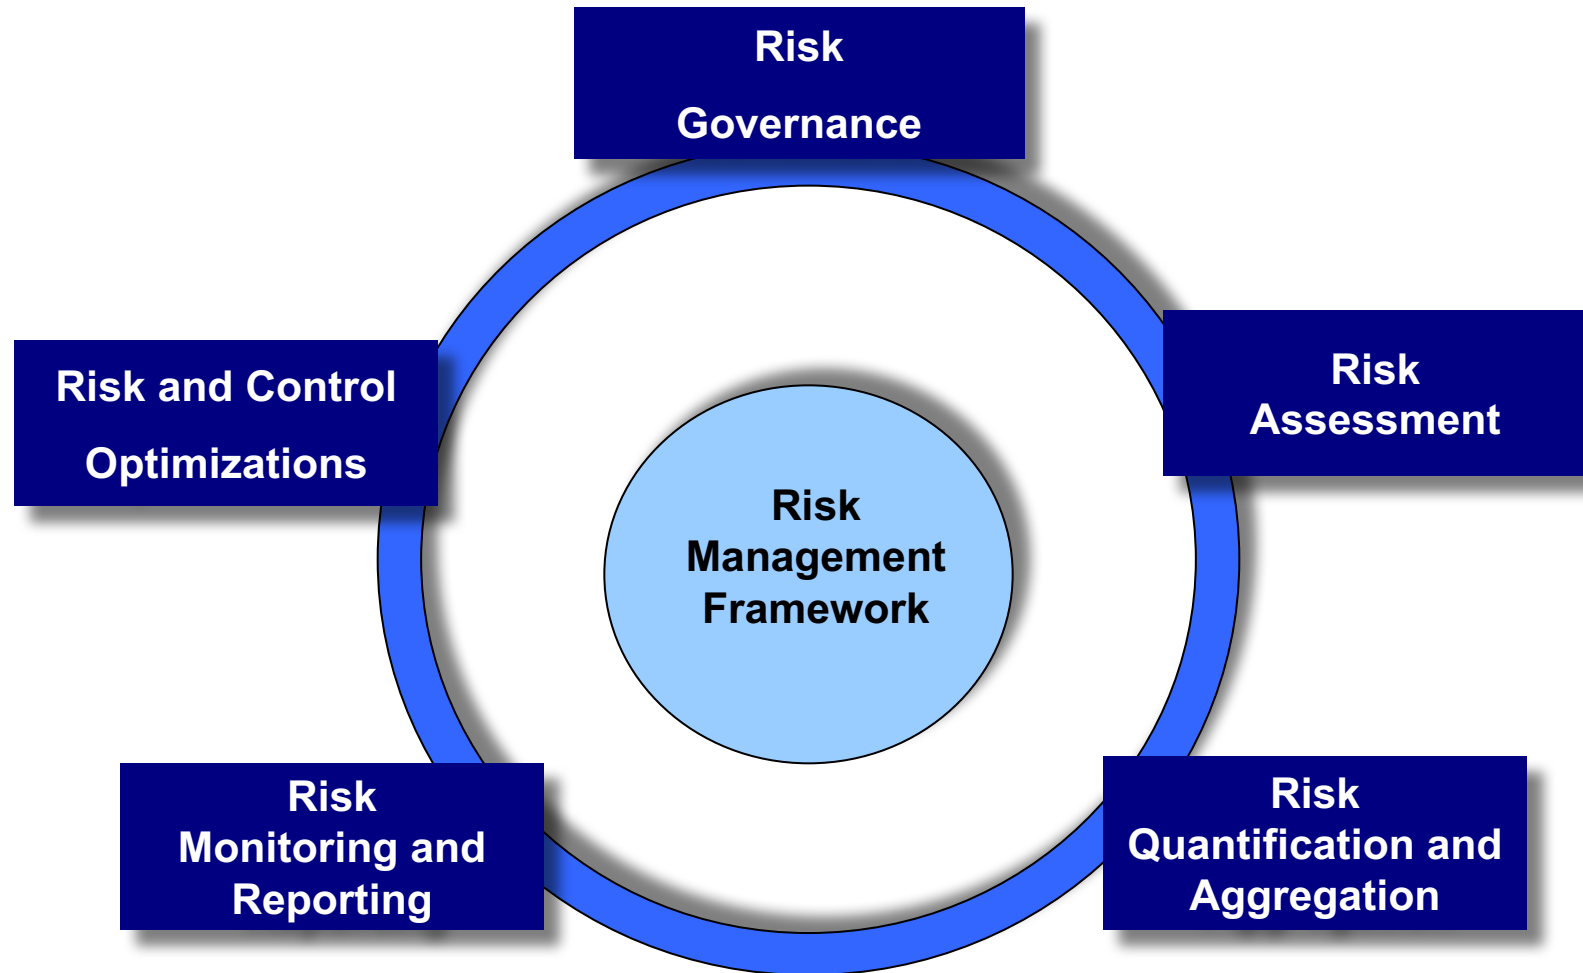 Risk
Governance
Risk and Control
Optimizations
Risk
Assessment
Risk
Management
Framework
Risk
Monitoring and
Reporting
Risk
Quantification and
Aggregation